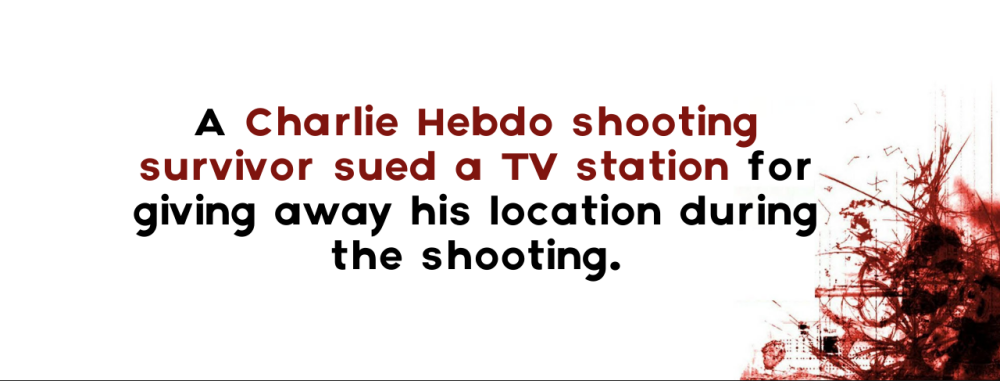 A Charlie Hebdo shooting
survivor sued a TV station for
giving away his location during
the shooting.